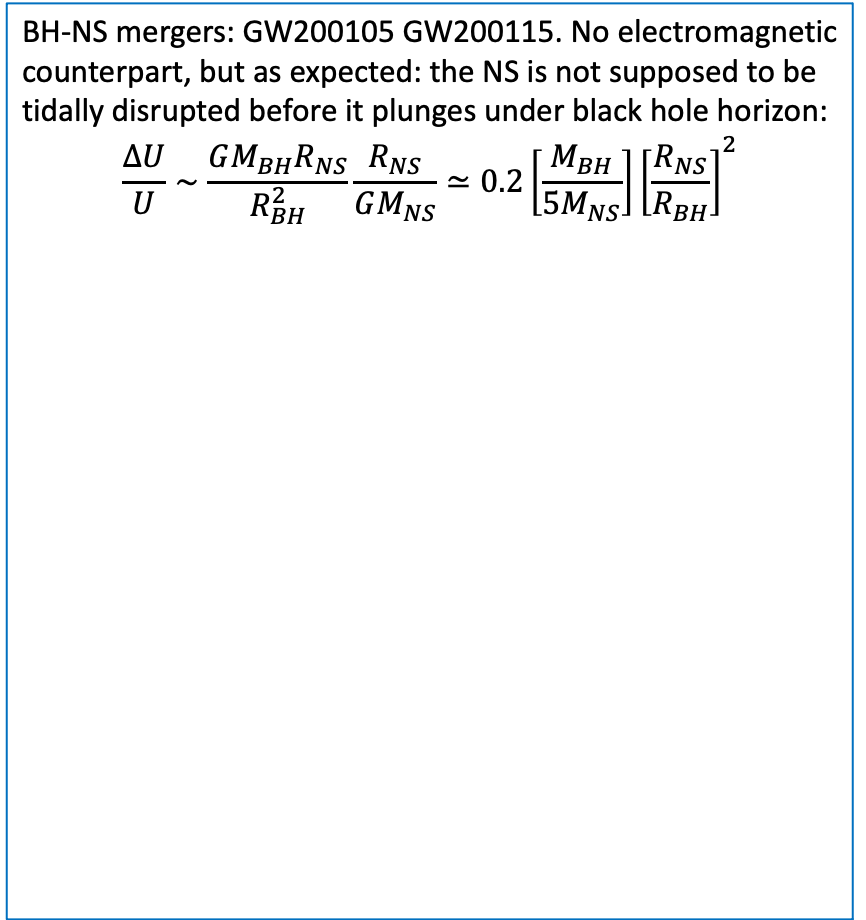 BH-NS mergers: GW200105 GW200115. No electromagnetic
counterpart, but as expected: the NS is not supposed to be
tidally disrupted before it plunges under black hole horizon:
ΔU/U ~ GM_BH R_NS/R²_BH R_NS/GM_NS ≃ 0.2 [M_BH/5M_NS] [R_NS/R_BH]²